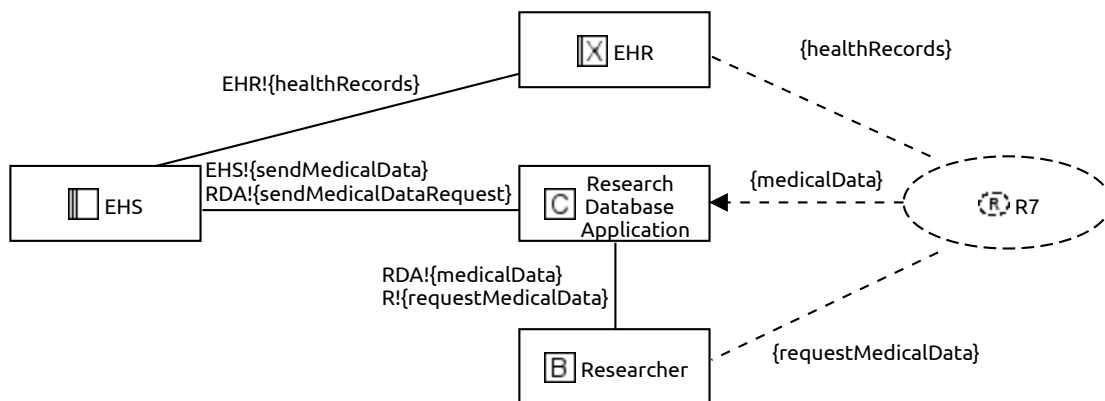 X EHR
{healthRecords}
EHR!{healthRecords}
EHS
EHS!{sendMedicalData}
RDA!{sendMedicalDataRequest}
C Research
Database
Application
{medicalData}
R R7
RDA!{medicalData}
R!{requestMedicalData}
B Researcher
{requestMedicalData}